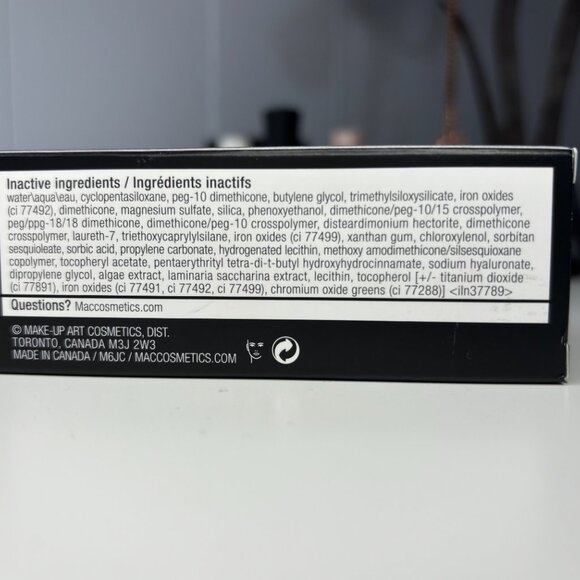 Inactive ingredients / Ingrédients inactifs
water\aqua\eau, cyclopentasiloxane, peg-10 dimethicone, butylene glycol, trimethylsiloxysilicate, iron oxides
(ci 77492), dimethicone, magnesium sulfate, silica, phenoxyethanol, dimethicone/peg-10/15 crosspolymer,
peg/ppg-18/18 dimethicone, dimethicone/peg-10 crosspolymer, disteardimonium hectorite, dimethicone
crosspolymer, laureth-7, triethoxycaprylylsilane, iron oxides (ci 77499), xanthan gum, chloroxylenol, sorbitan
sesquioleate, sorbic acid, propylene carbonate, hydrogenated lecithin, methoxy amodimethicone/silsesquioxane
copolymer, tocopheryl acetate, pentaerythrityl tetra-di-t-butyl hydroxyhydrocinnamate, sodium hyaluronate,
dipropylene glycol, algae extract, laminaria saccharina extract, lecithin, tocopherol [+/- titanium dioxide
(ci 77891), iron oxides (ci 77491, ci 77492, ci 77499), chromium oxide greens (ci 77288)] <iln37789>
Questions? Maccosmetics.com
© MAKE-UP ART COSMETICS, DIST.
TORONTO, CANADA M3J 2W3
MADE IN CANADA / M6JC / MACCOSMETICS.COM